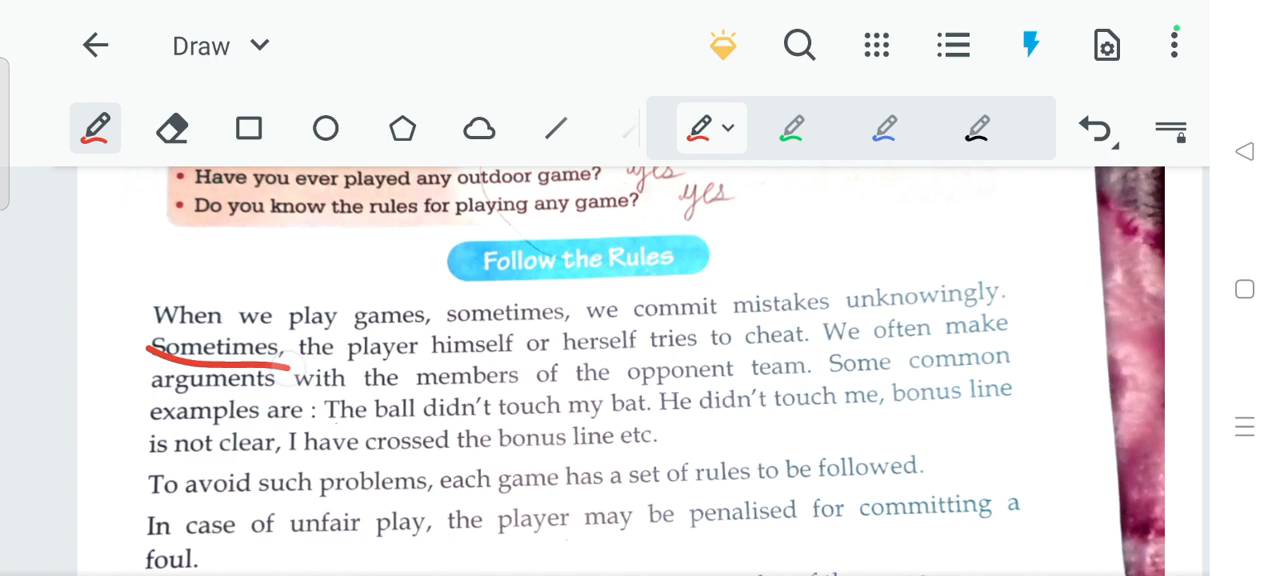 Draw
• Have you ever played any outdoor game? yes
• Do you know the rules for playing any game? yes
Follow the Rules
When we play games, sometimes, we commit mistakes unknowingly.
Sometimes, the player himself or herself tries to cheat. We often make
arguments with the members of the opponent team. Some common
examples are : The ball didn't touch my bat. He didn't touch me, bonus line
is not clear, I have crossed the bonus line etc.
To avoid such problems, each game has a set of rules to be followed.
In case of unfair play, the player may be penalised for committing a
foul.